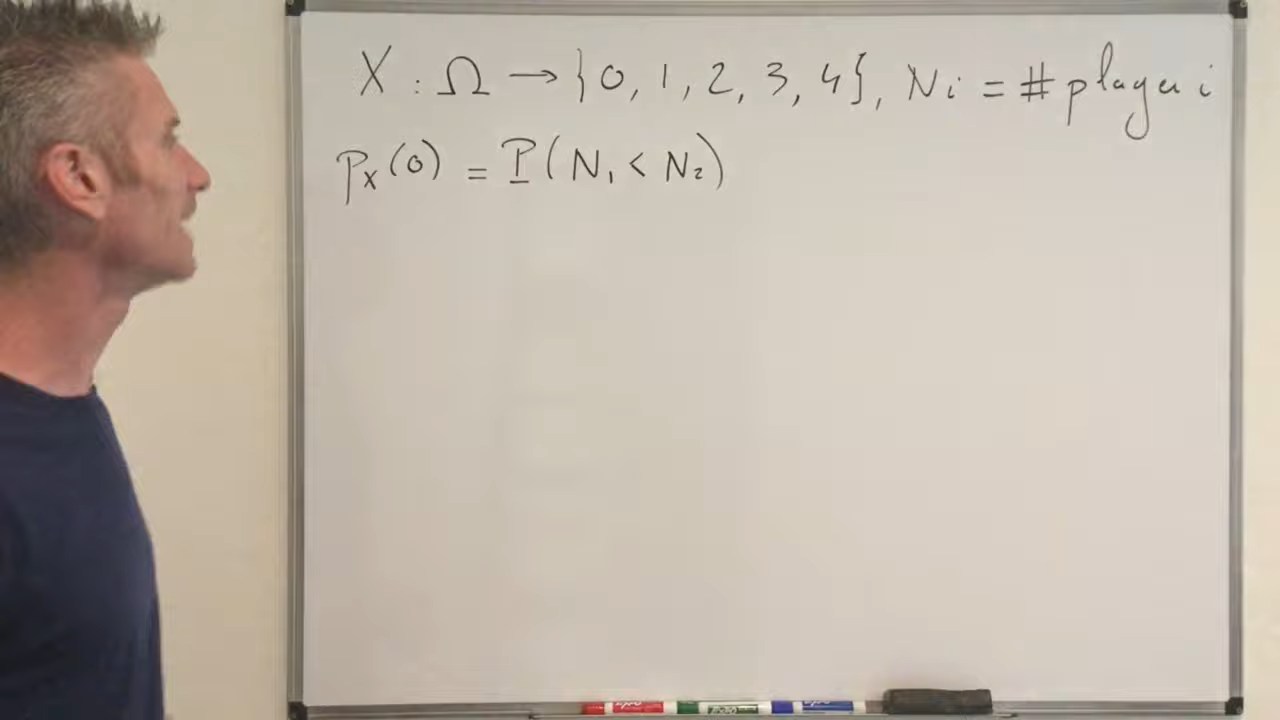 X : Ω → {0, 1, 2, 3, 4}, Ni = # player i
pX(0) = P(N1 < N2)